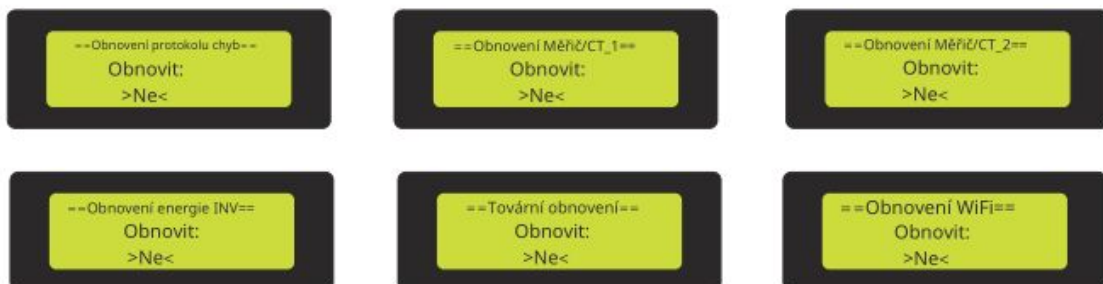 ==Obnovení protokolu chyb==
Obnovit:
>Ne<
==Obnovení Měřič/CT_1==
Obnovit:
>Ne<
==Obnovení Měřič/CT_2==
Obnovit:
>Ne<
==Obnovení energie INV==
Obnovit:
>Ne<
==Tovární obnovení==
Obnovit:
>Ne<
==Obnovení WiFi==
Obnovit:
>Ne<